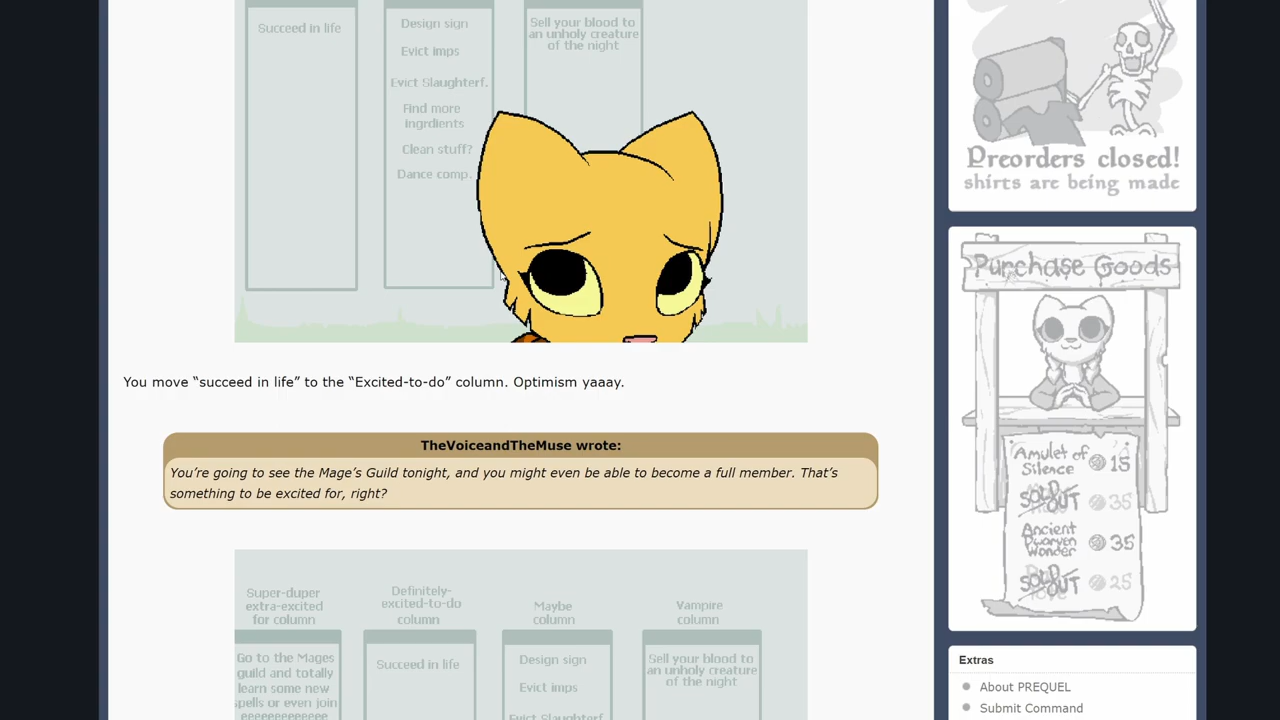 Succeed in life
Design sign
Evict imps
Evict Slaughterf.
Find more
ingrdients
Clean stuff?
Dance comp.
Sell your blood to
an unholy creature
of the night
You move “succeed in life” to the “Excited-to-do” column. Optimism yaaay.
TheVoiceandTheMuse wrote:
You’re going to see the Mage’s Guild tonight, and you might even be able to become a full member. That’s
something to be excited for, right?
Super-duper
extra-excited
for column
Go to the Mages
guild and totally
learn some new
spells or even join
Definitely-
excited-to-do
column
Succeed in life
Maybe
column
Design sign
Evict imps
Evict Slaughterf.
Vampire
column
Sell your blood to
an unholy creature
of the night
Preorders closed!
shirts are being made
Purchase Goods
Amulet of
Silence 15
SOLD OUT 35
Ancient
Dwarven
Wonder 35
SOLD OUT 25
Extras
About PREQUEL
Submit Command